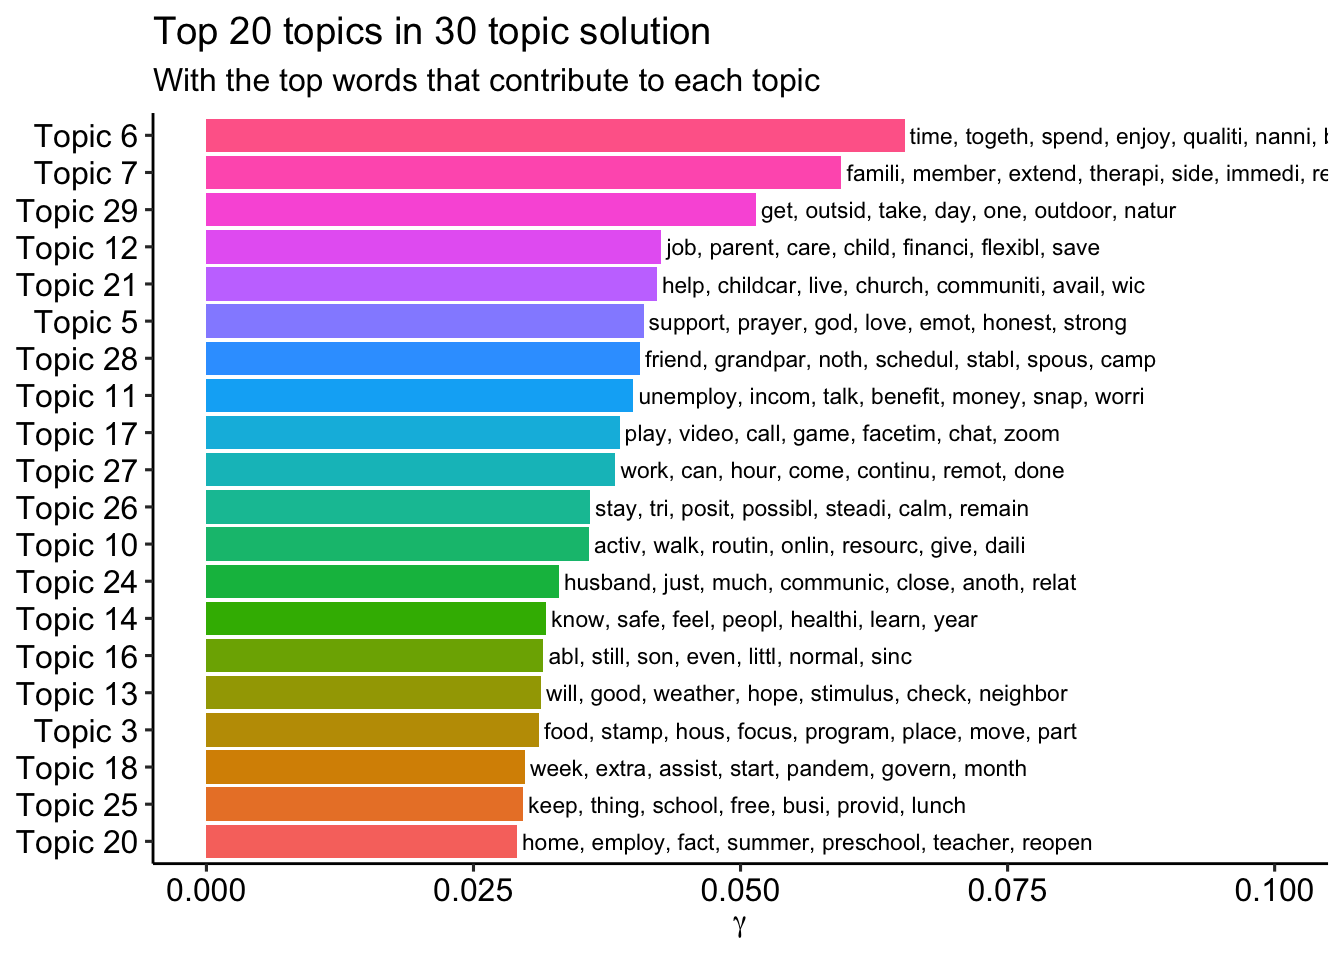 Top 20 topics in 30 topic solution
With the top words that contribute to each topic
Topic 6 time, togeth, spend, enjoy, qualiti, nanni,
Topic 7 famili, member, extend, therapi, side, immedi,
Topic 29 get, outsid, take, day, one, outdoor, natur
Topic 12 job, parent, care, child, financi, flexibl, save
Topic 21 help, childcar, live, church, communiti, avail, wic
Topic 5 support, prayer, god, love, emot, honest, strong
Topic 28 friend, grandpar, noth, schedul, stabl, spous, camp
Topic 11 unemploy, incom, talk, benefit, money, snap, worri
Topic 17 play, video, call, game, facetim, chat, zoom
Topic 27 work, can, hour, come, continu, remot, done
Topic 26 stay, tri, posit, possibl, steadi, calm, remain
Topic 10 activ, walk, routin, onlin, resourc, give, daili
Topic 24 husband, just, much, communic, close, anoth, relat
Topic 14 know, safe, feel, peopl, healthi, learn, year
Topic 16 abl, still, son, even, littl, normal, sinc
Topic 13 will, good, weather, hope, stimulus, check, neighbor
Topic 3 food, stamp, hous, focus, program, place, move, part
Topic 18 week, extra, assist, start, pandem, govern, month
Topic 25 keep, thing, school, free, busi, provid, lunch
Topic 20 home, employ, fact, summer, preschool, teacher, reopen
0.000 0.025 0.050 0.075 0.100
γ